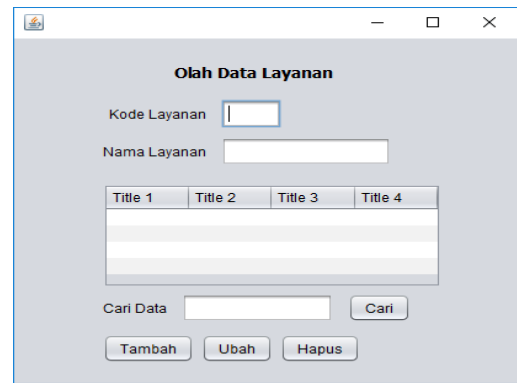 Olah Data Layanan
Kode Layanan
Nama Layanan
Title 1 Title 2 Title 3 Title 4
Cari Data Cari
Tambah Ubah Hapus